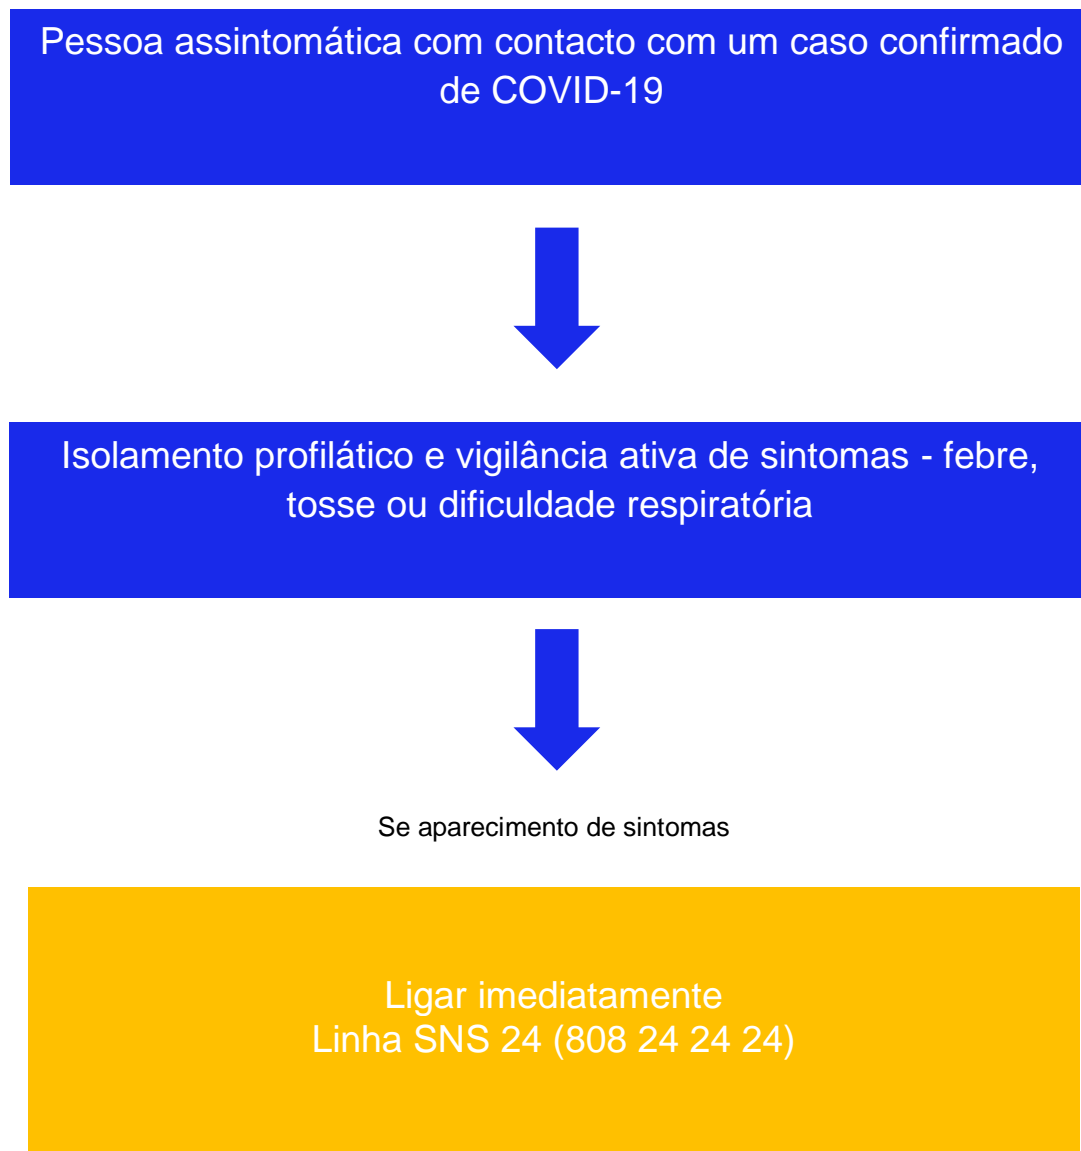 Pessoa assintomática com contacto com um caso confirmado
de COVID-19
Isolamento profilático e vigilância ativa de sintomas - febre,
tosse ou dificuldade respiratória
Se aparecimento de sintomas
Ligar imediatamente
Linha SNS 24 (808 24 24 24)